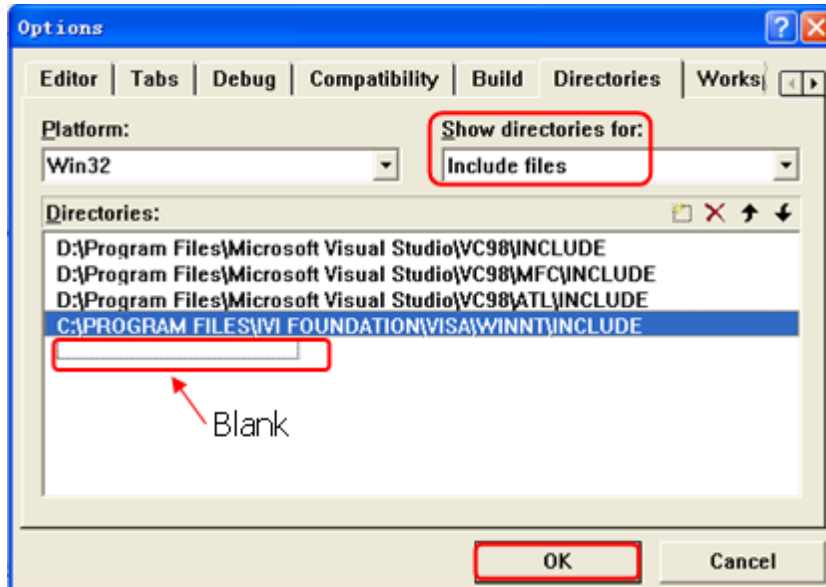 Options
Editor Tabs Debug Compatibility Build Directories Works
Platform: Show directories for:
Win32 Include files
Directories:
D:\Program Files\Microsoft Visual Studio\VC98\INCLUDE
D:\Program Files\Microsoft Visual Studio\VC98\MFC\INCLUDE
D:\Program Files\Microsoft Visual Studio\VC98\ATL\INCLUDE
C:\PROGRAM FILES\IVI FOUNDATION\VISA\WINNT\INCLUDE
Blank
OK Cancel